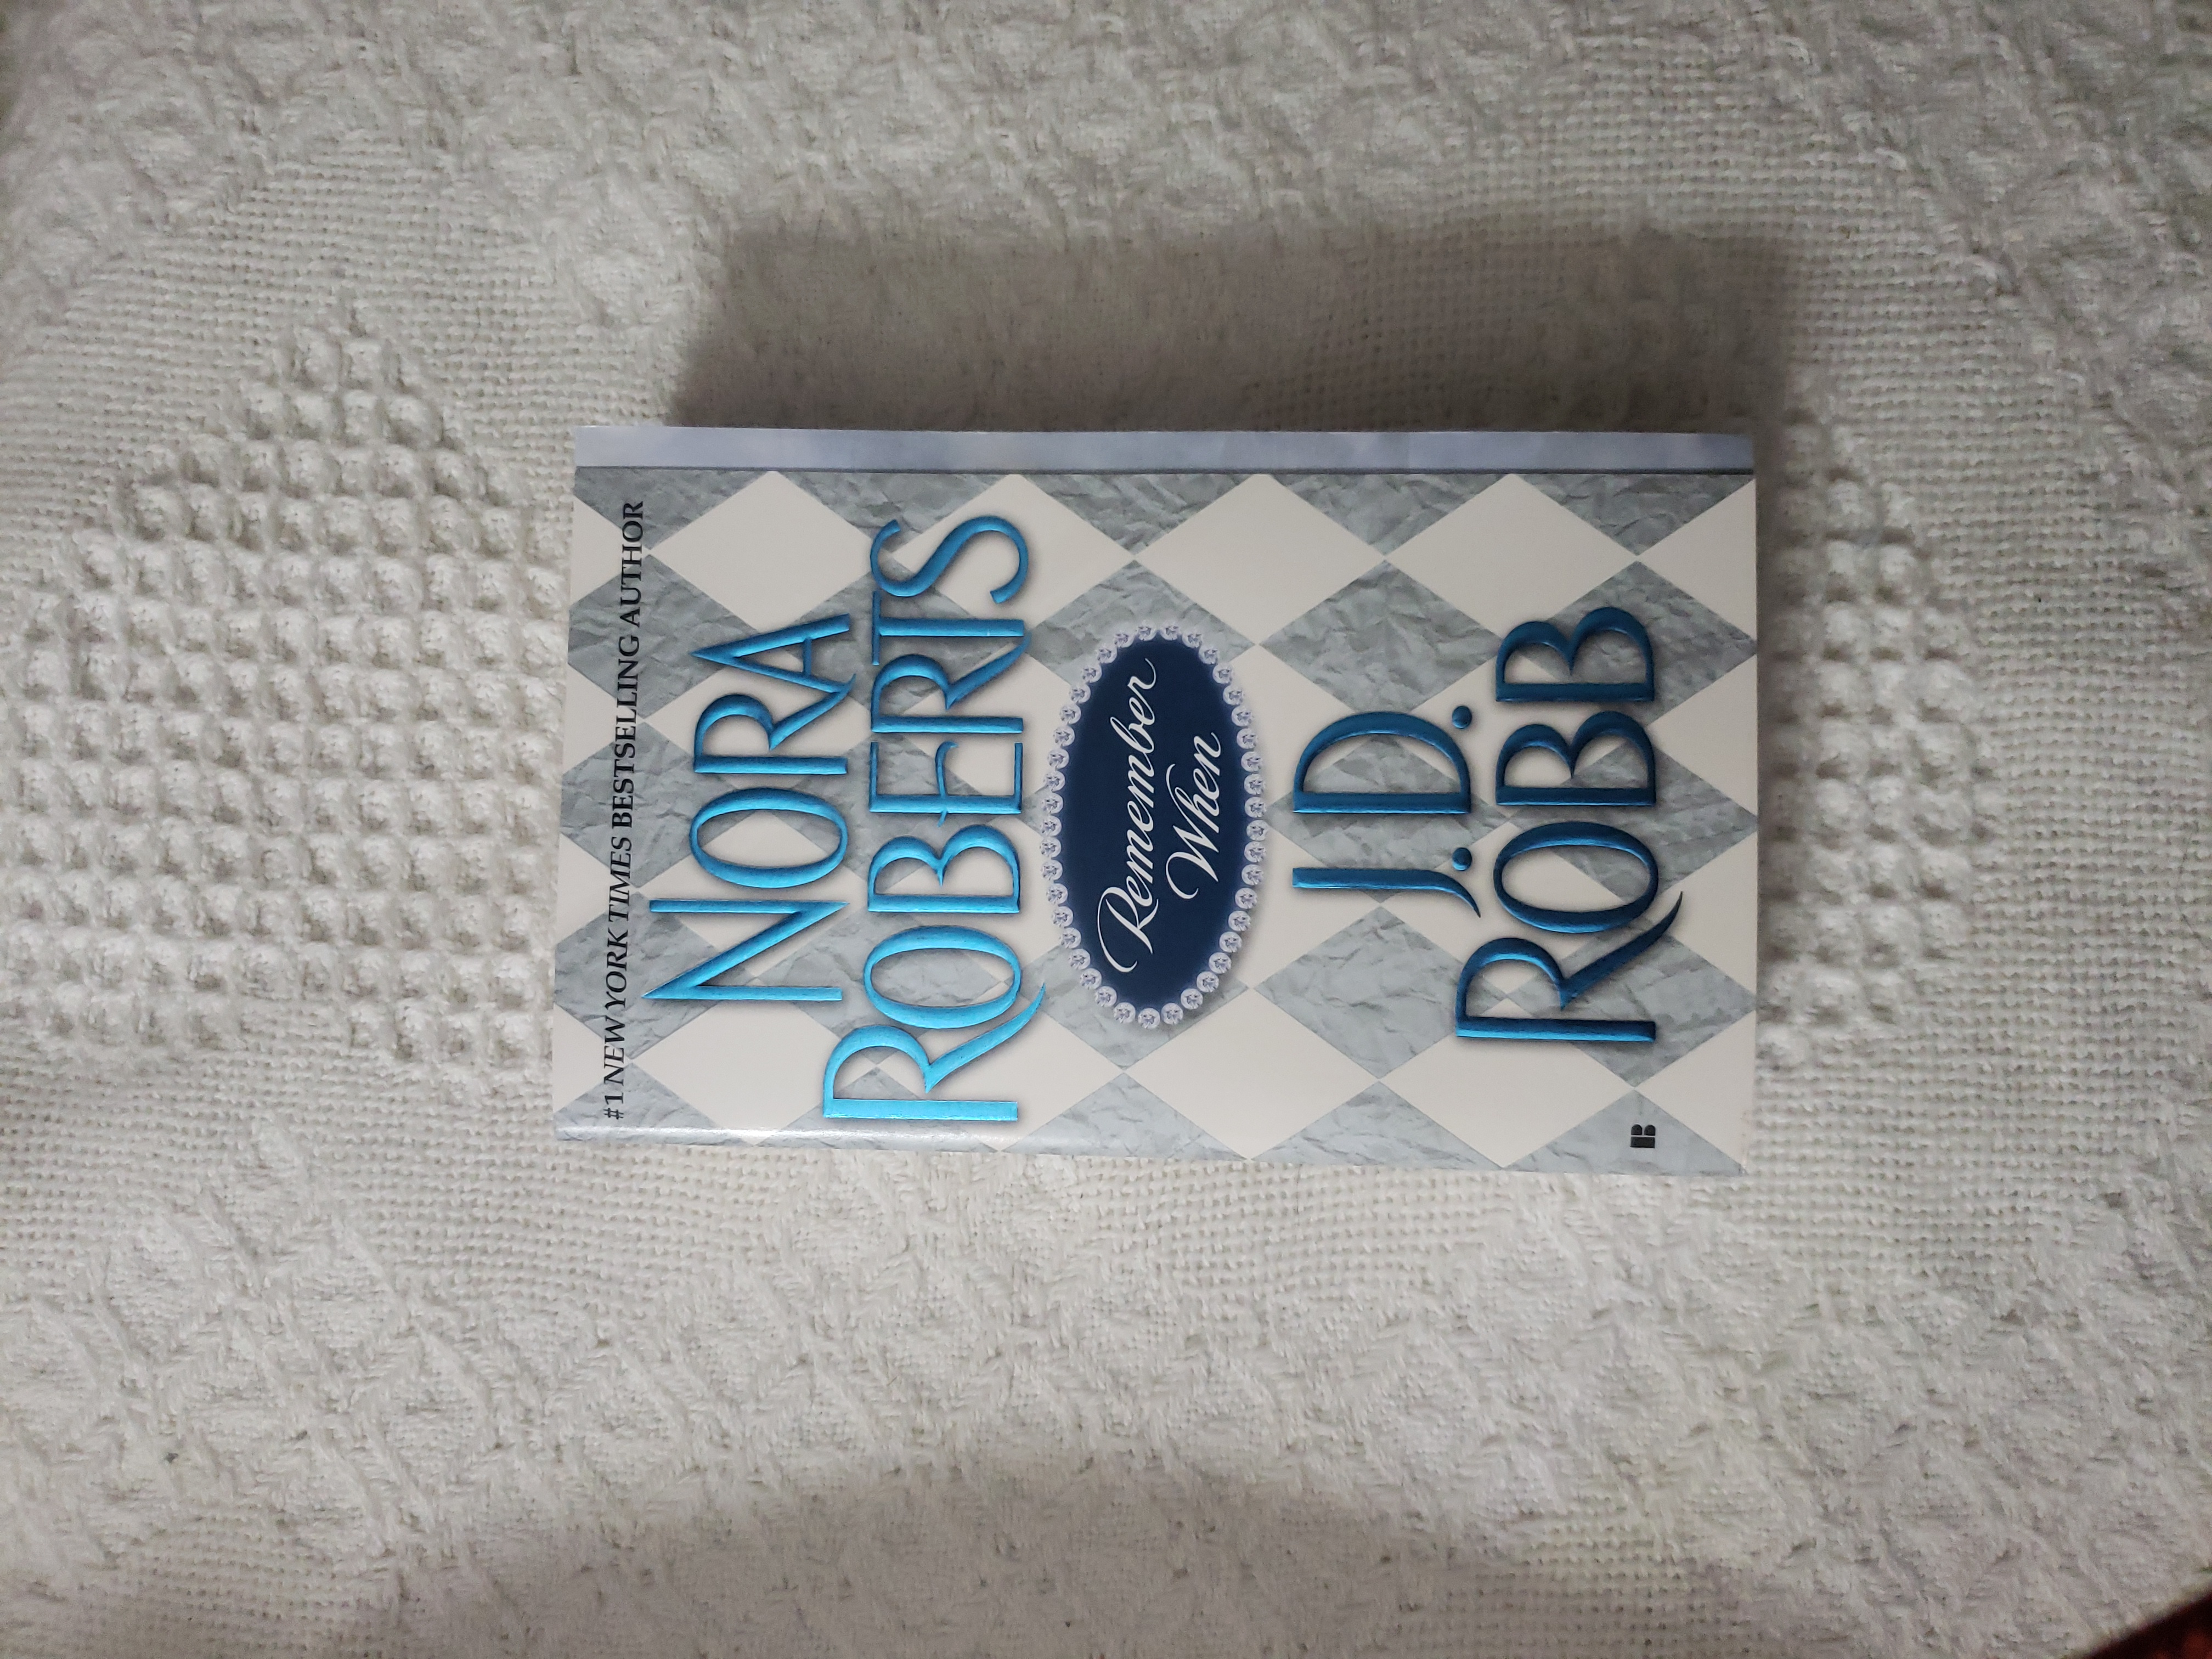 #1 NEW YORK TIMES BESTSELLING AUTHOR
NORA
ROBERTS
Remember
When
J.D.
ROBB
B